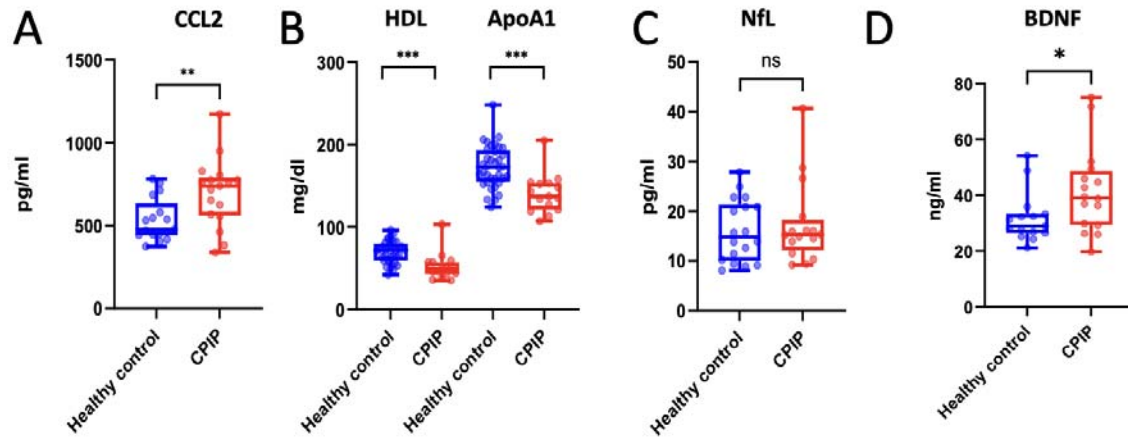 A CCL2
pg/ml
1500
1000
500
0
**
Healthy control
CPIP
B HDL ApoA1
mg/dl
300
200
100
0
***
***
Healthy control
CPIP
Healthy control
CPIP
C NfL
pg/ml
50
40
30
20
10
0
ns
Healthy control
CPIP
D BDNF
ng/ml
80
60
40
20
0
*
Healthy control
CPIP